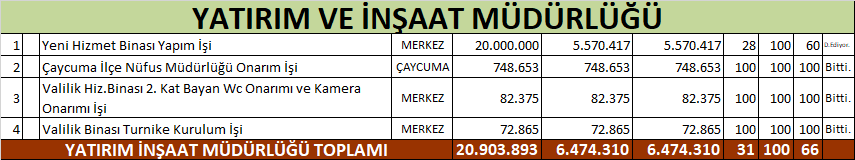 YATIRIM VE İNŞAAT MÜDÜRLÜĞÜ
1 Yeni Hizmet Binası Yapım İşi MERKEZ 20.000.000 5.570.417 5.570.417 28 100 60 D.Ediyor.
2 Çaycuma İlçe Nüfus Müdürlüğü Onarım İşi ÇAYCUMA 748.653 748.653 748.653 100 100 100 Bitti.
3 Valilik Hiz.Binası 2. Kat Bayan Wc Onarımı ve Kamera
Onarımı İşi MERKEZ 82.375 82.375 82.375 100 100 100 Bitti.
4 Valilik Binası Turnike Kurulum İşi MERKEZ 72.865 72.865 72.865 100 100 100 Bitti.
YATIRIM İNŞAAT MÜDÜRLÜĞÜ TOPLAMI 20.903.893 6.474.310 6.474.310 31 100 66